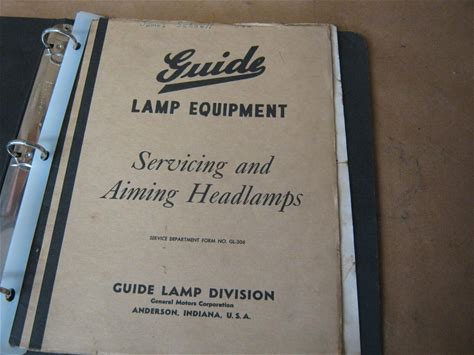 Guide
LAMP EQUIPMENT
Servicing and
Aiming Headlamps
SERVICE DEPARTMENT FORM NO. GL-206
GUIDE LAMP DIVISION
General Motors Corporation
ANDERSON, INDIANA, U. S. A.